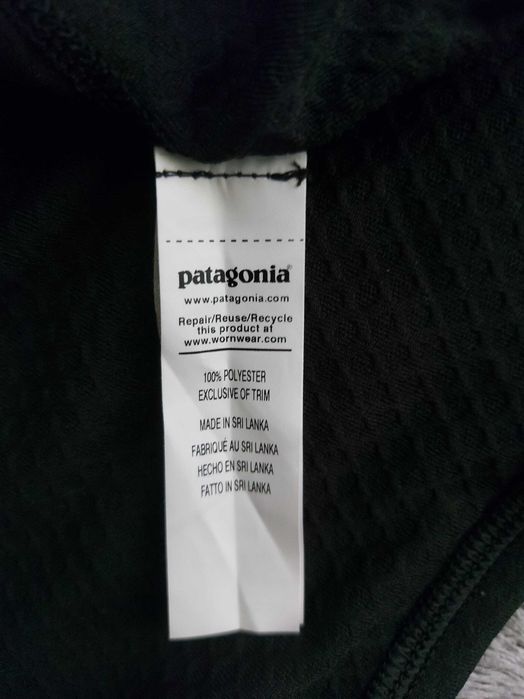 patagonia®
www.patagonia.com
Repair/Reuse/Recycle
this product at
www.wornwear.com
100% POLYESTER
EXCLUSIVE OF TRIM
MADE IN SRI LANKA
FABRIQUÉ AU SRI LANKA
HECHO EN SRI LANKA
FATTO IN SRI LANKA